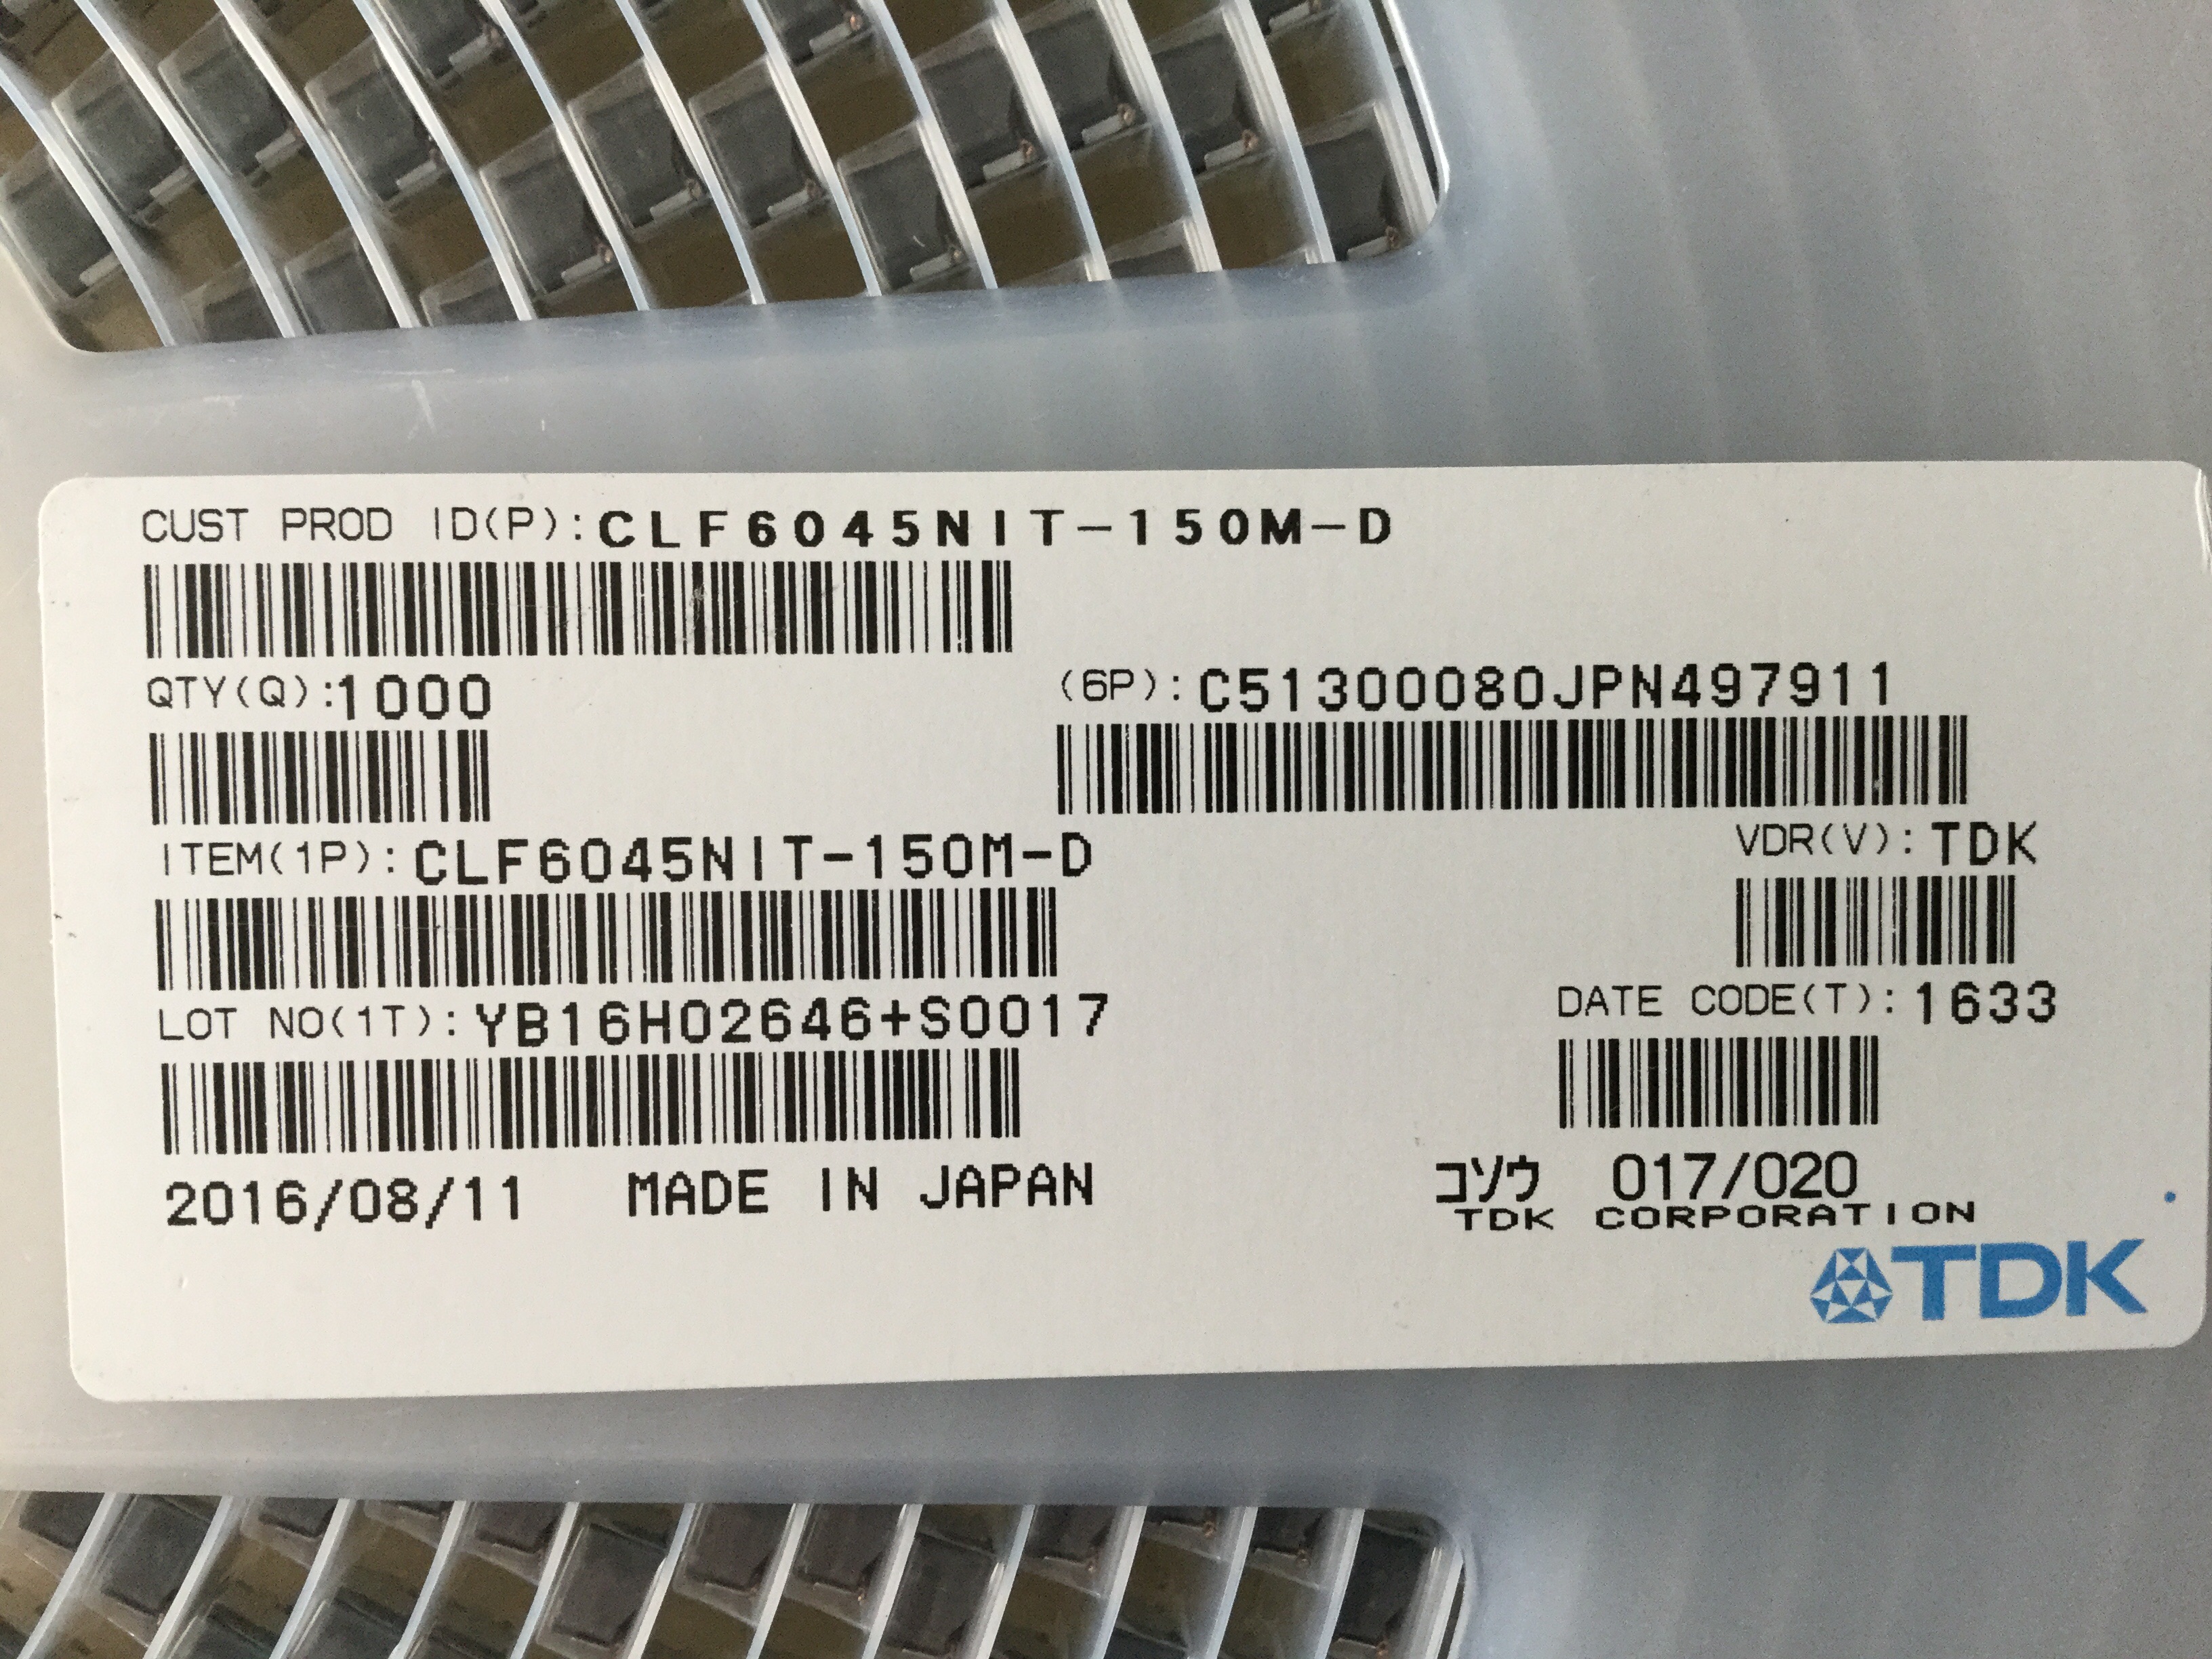 CUST PROD ID(P):CLF6045NIT-150M-D
QTY(Q):1000
(6P):C51300080JPN497911
ITEM(1P):CLF6045NIT-150M-D
VDR(V):TDK
LOT NO(1T):YB16H02646+S0017
DATE CODE(T):1633
2016/08/11 MADE IN JAPAN
コソウ 017/020
TDK CORPORATION
TDK